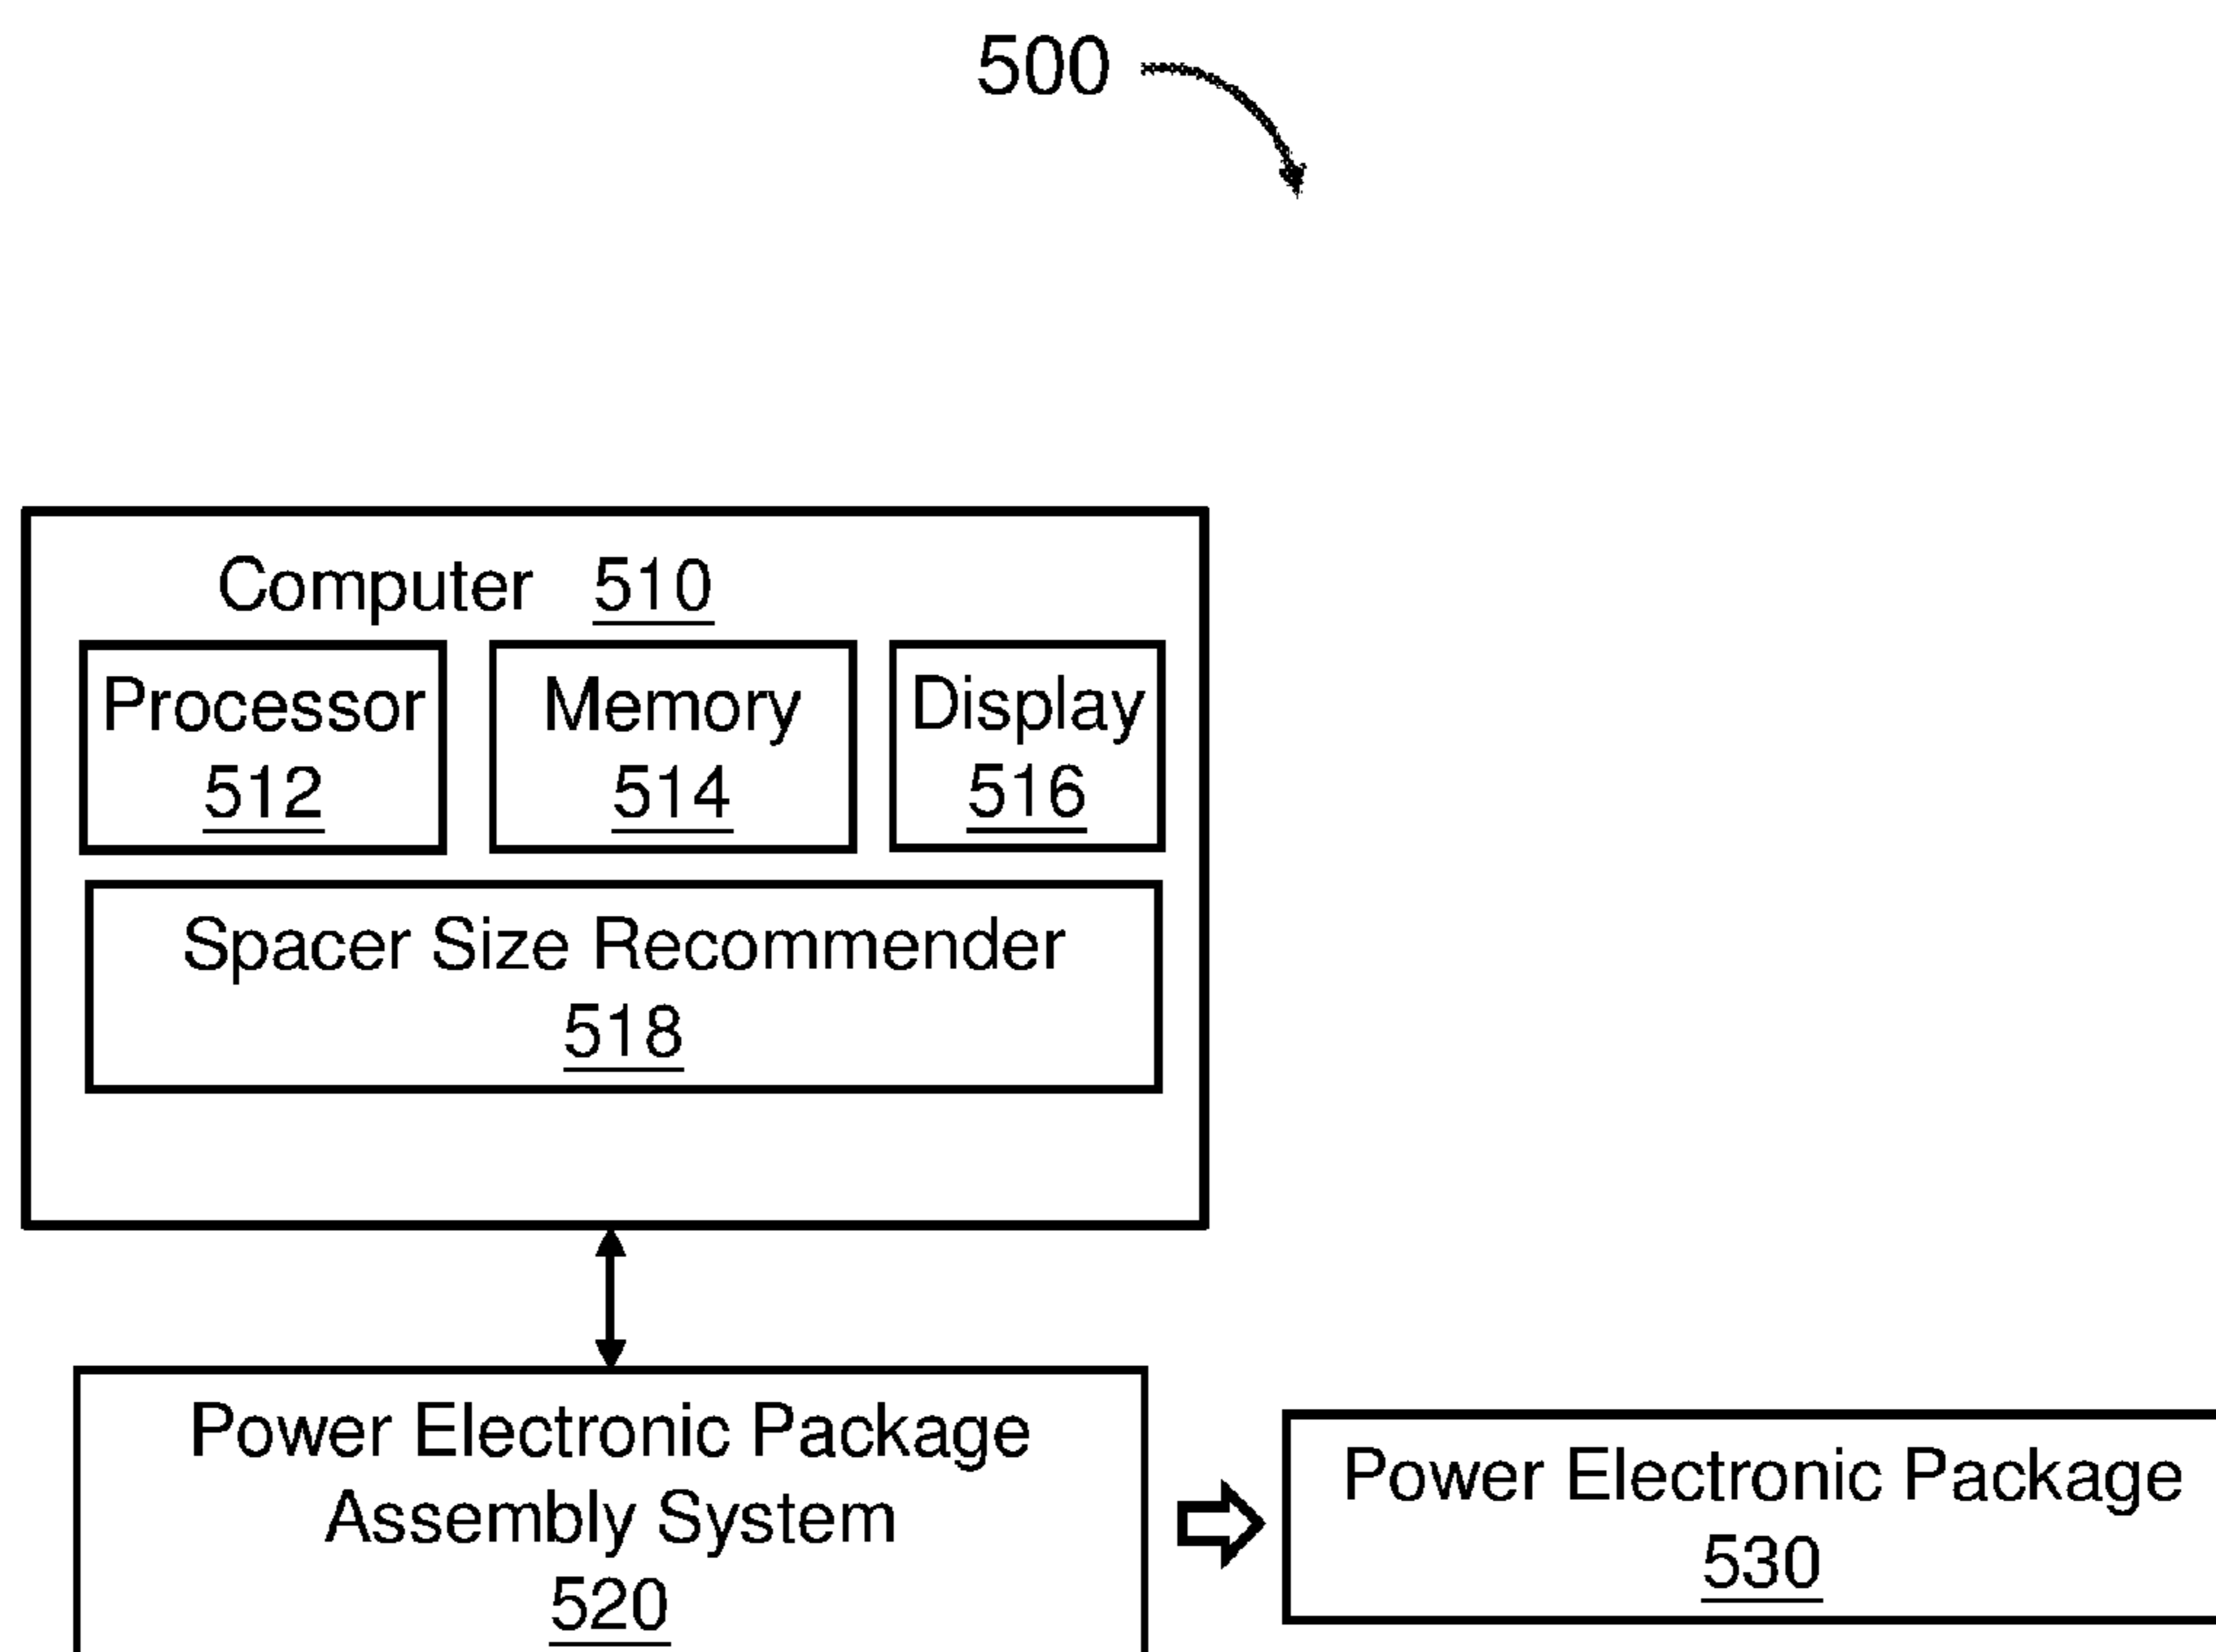 500
Computer 510
Processor
512
Memory
514
Display
516
Spacer Size Recommender
518
Power Electronic Package
Assembly System
520
Power Electronic Package
530